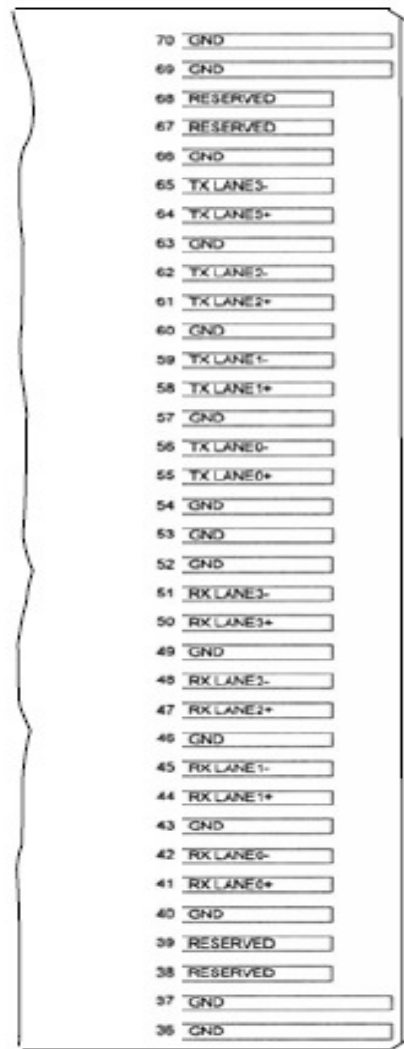 70 GND
69 GND
68 RESERVED
67 RESERVED
66 GND
65 TX LANE3-
64 TX LANE3+
63 GND
62 TX LANE2-
61 TX LANE2+
60 GND
59 TX LANE1-
58 TX LANE1+
57 GND
56 TX LANE0-
55 TX LANE0+
54 GND
53 GND
52 GND
51 RX LANE3-
50 RX LANE3+
49 GND
48 RX LANE2-
47 RX LANE2+
46 GND
45 RX LANE1-
44 RX LANE1+
43 GND
42 RX LANE0-
41 RX LANE0+
40 GND
39 RESERVED
38 RESERVED
37 GND
36 GND